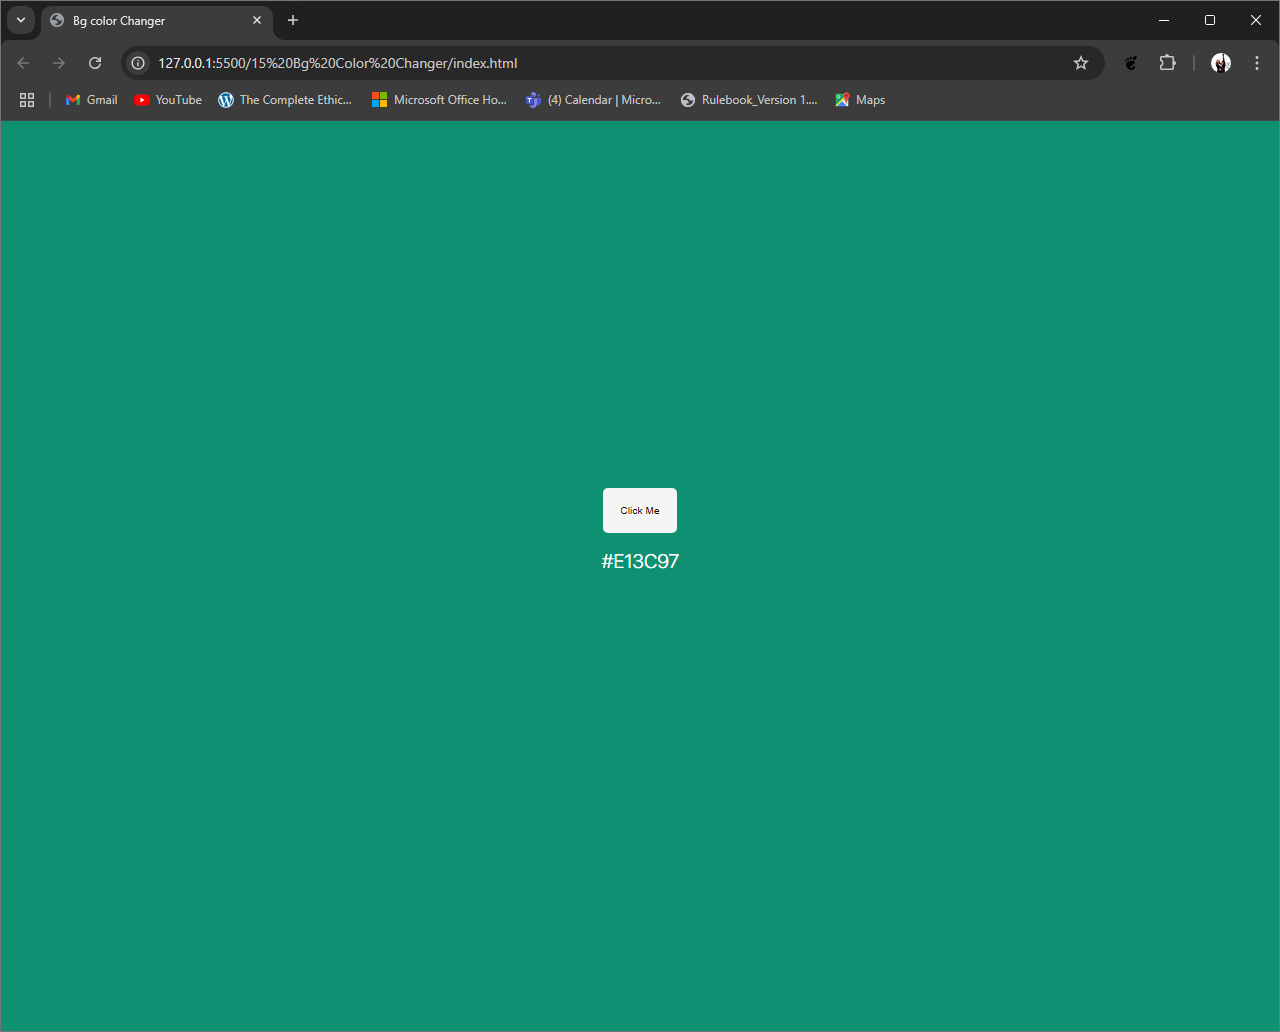 Bg color Changer
127.0.0.1:5500/15%20Bg%20Color%20Changer/index.html
Gmail YouTube The Complete Ethic... Microsoft Office Ho... (4) Calendar | Micro... Rulebook_Version 1.... Maps
Click Me
#E13C97